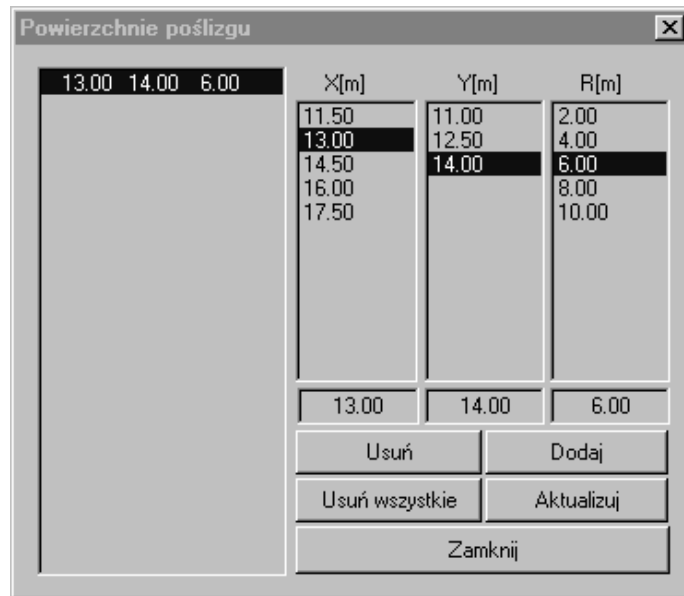 Powierzchnie poślizgu
13.00 14.00 6.00
X[m] Y[m] R[m]
11.50 11.00 2.00
13.00 12.50 4.00
14.50 14.00 6.00
16.00 8.00
17.50 10.00
13.00 14.00 6.00
Usuń Dodaj
Usuń wszystkie Aktualizuj
Zamknij